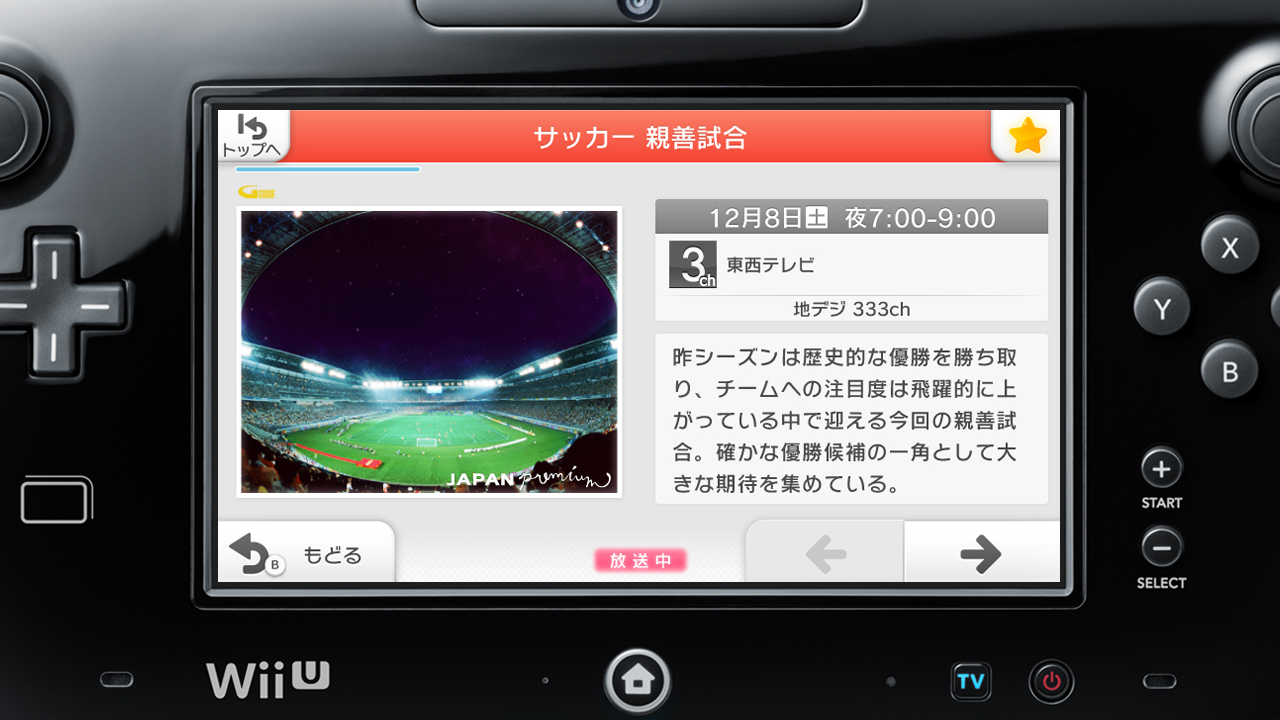 トップへ
サッカー 親善試合
G GUIDE
12月8日土 夜7:00-9:00
3ch
東西テレビ
地デジ 333ch
昨シーズンは歴史的な優勝を勝ち取
り、チームへの注目度は飛躍的に上
がっている中で迎える今回の親善試
合。確かな優勝候補の一角として大
きな期待を集めている。
JAPAN premium
B もどる
放送中
X
Y
B
START
SELECT
Wii U
TV